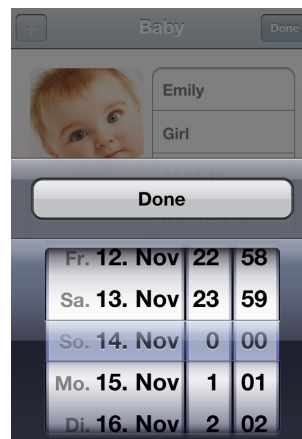 Baby
Done
Emily
Girl
Done
Fr. 12. Nov 22 58
Sa. 13. Nov 23 59
So. 14. Nov 0 00
Mo. 15. Nov 1 01
Di. 16. Nov 2 02